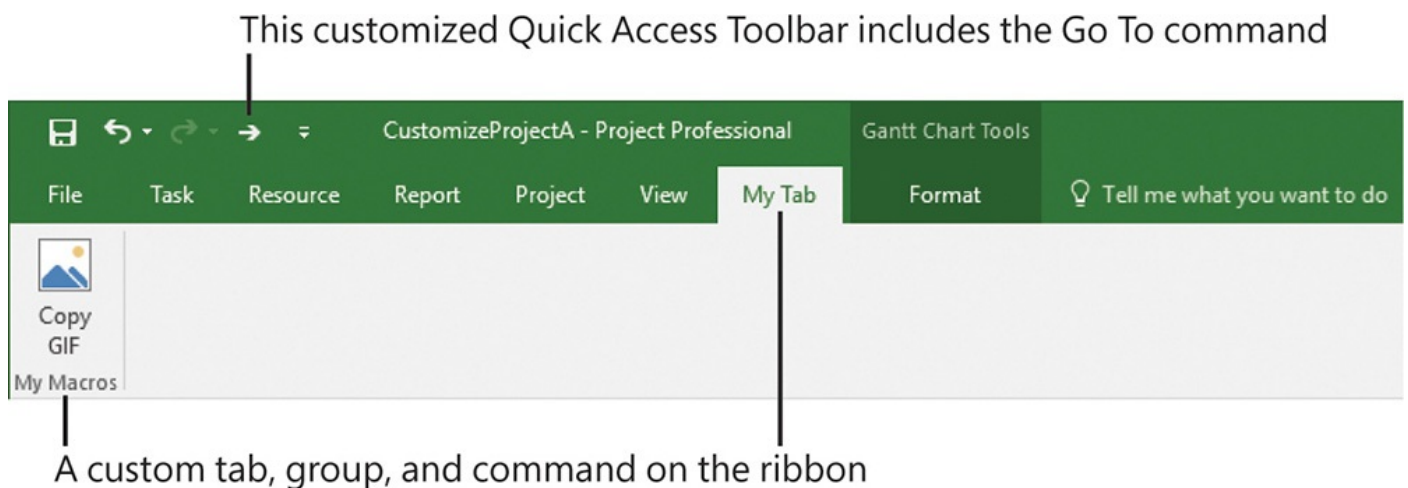 This customized Quick Access Toolbar includes the Go To command
CustomizeProjectA - Project Professional Gantt Chart Tools
File Task Resource Report Project View My Tab Format Tell me what you want to do
Copy
GIF
My Macros
A custom tab, group, and command on the ribbon